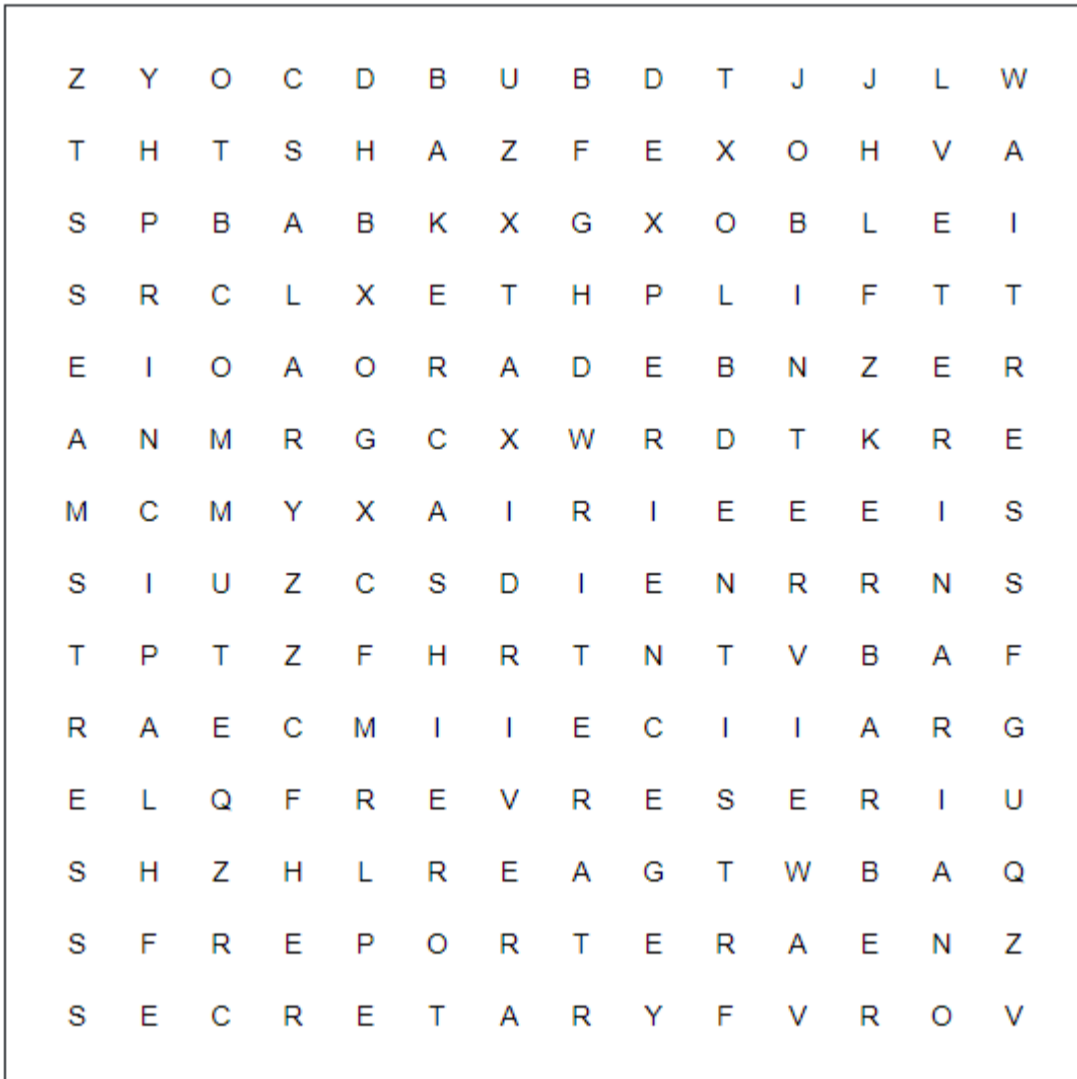 Z Y O C D B U B D T J J L W
T H T S H A Z F E X O H V A
S P B A B K X G X O B L E I
S R C L X E T H P L I F T T
E I O A O R A D E B N Z E R
A N M R G C X W R D T K R E
M C M Y X A I R I E E E I S
S I U Z C S D I E N R R N S
T P T Z F H R T N T V B A F
R A E C M I I E C I I A R G
E L Q F R E V R E S E R I U
S H Z H L R E A G T W B A Q
S F R E P O R T E R A E N Z
S E C R E T A R Y F V R O V